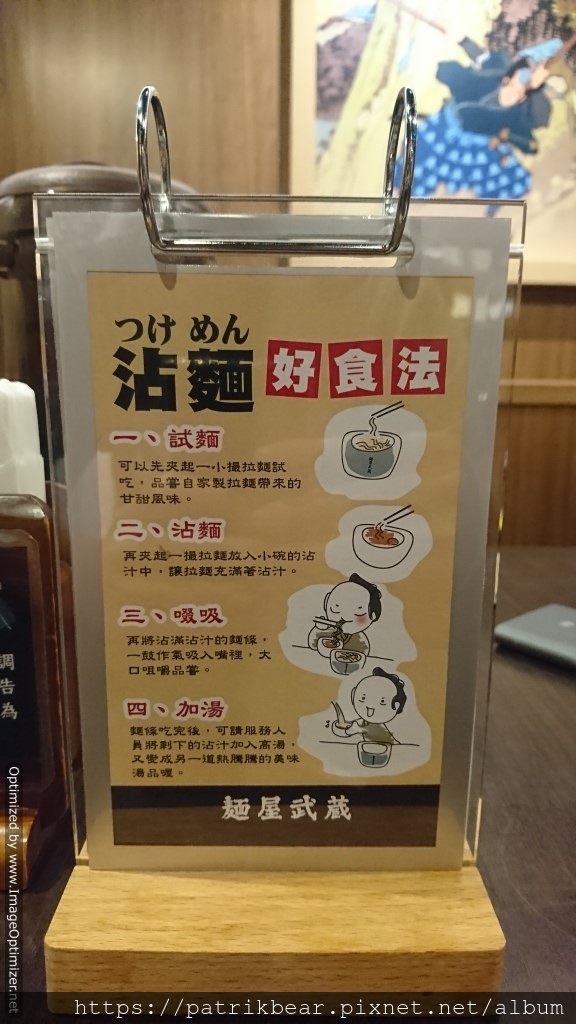 つけ めん
沾麵 好食法
一、試麵
可以先夾起一小撮拉麵試
吃，品嘗自家製拉麵帶來的
甘甜風味。
二、沾麵
再夾起一撮拉麵放入小碗的沾
汁中，讓拉麵充滿著沾汁。
三、啜吸
再將沾滿沾汁的麵條，
一鼓作氣吸入嘴裡，大
口咀嚼品嘗。
四、加湯
麵條吃完後，可請服務人
員將剩下的沾汁加入高湯，
又變成另一道熱騰騰的美味
湯品喔。
麺屋武蔵
調
告
為
Optimized by www.ImageOptimizer.net
https://patrikbear.pixnet.net/album